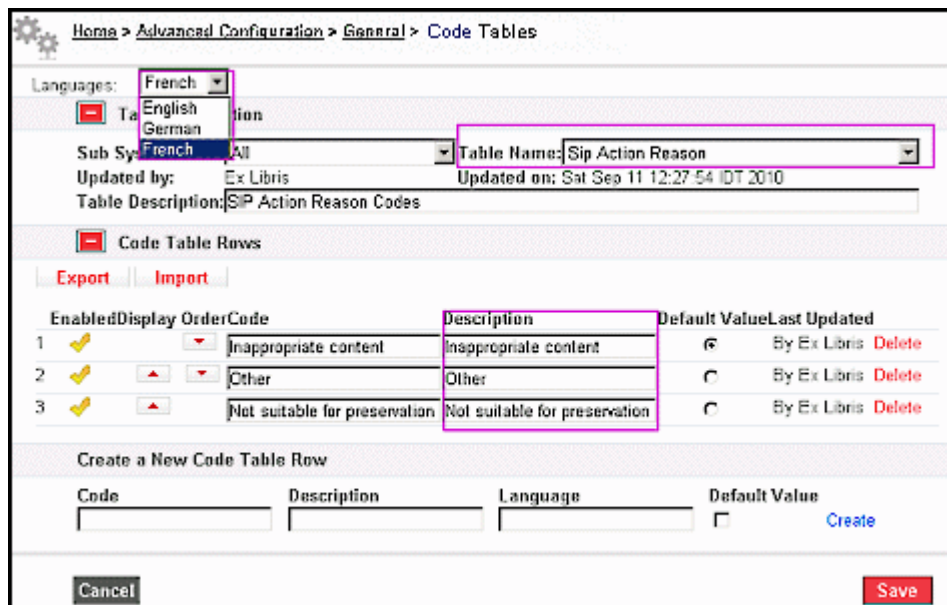 Home > Advanced Configuration > General > Code Tables
Languages: French
English
German
French
Sub Sy All Table Name: Sip Action Reason
Updated by: Ex Libris Updated on: Sat Sep 11 12:27:54 IDT 2010
Table Description: SIP Action Reason Codes
Code Table Rows
Export Import
Enabled Display Order Code Description Default Value Last Updated
1 Inappropriate content Inappropriate content By Ex Libris Delete
2 Other Other By Ex Libris Delete
3 Not suitable for preservation Not suitable for preservation By Ex Libris Delete
Create a New Code Table Row
Code Description Language Default Value
Create
Cancel Save